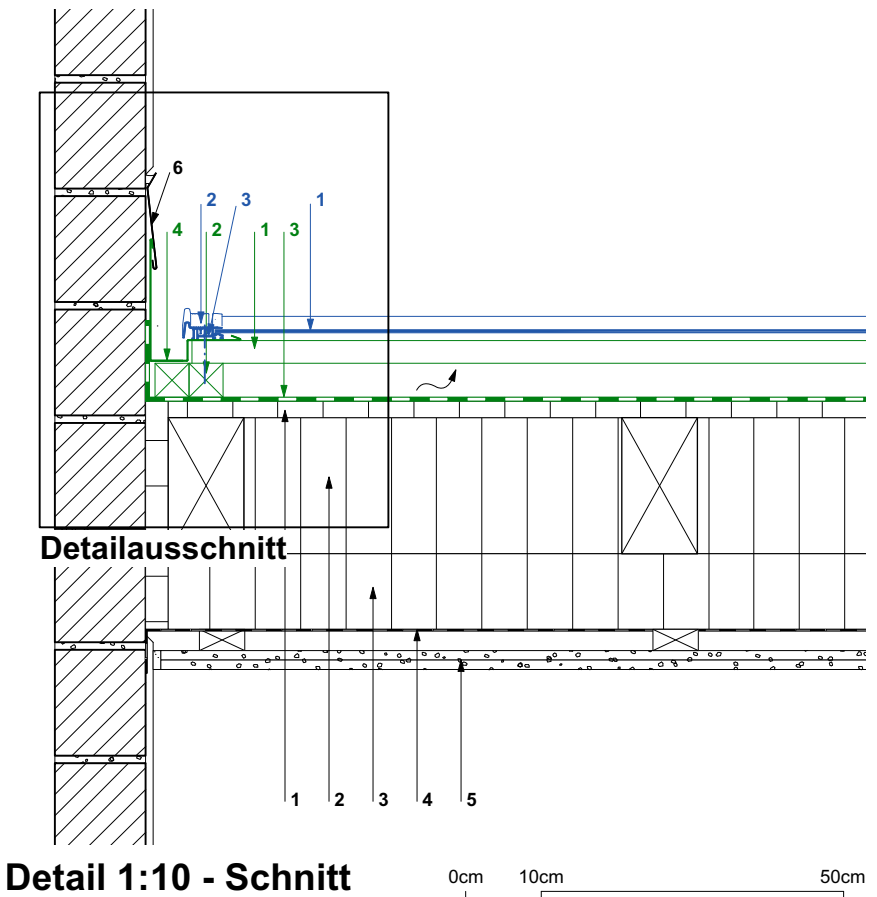 6
2 3 1
4 2 1 3
Detailausschnitt
1 2 3 4 5
Detail 1:10 - Schnitt
0cm 10cm 50cm